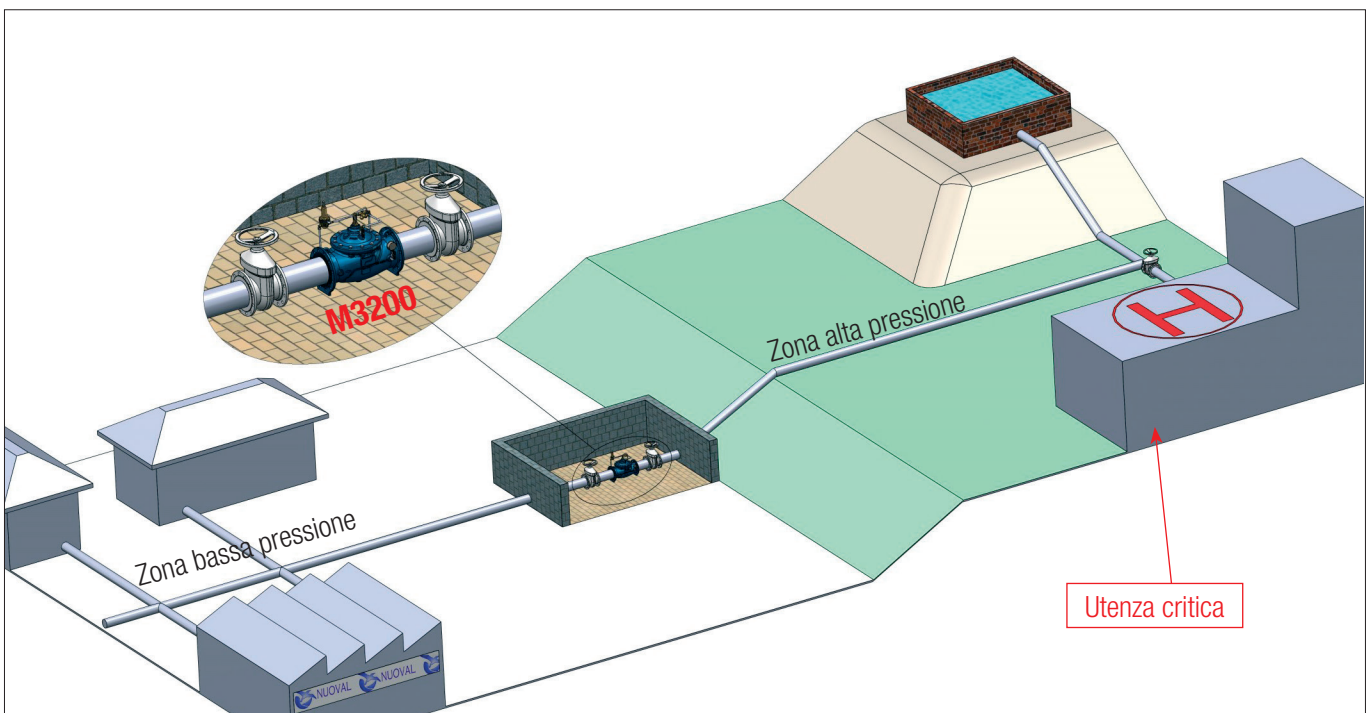 M3200
Zona alta pressione
H
Zona bassa pressione
Utenza critica
NUOVAL NUOVAL